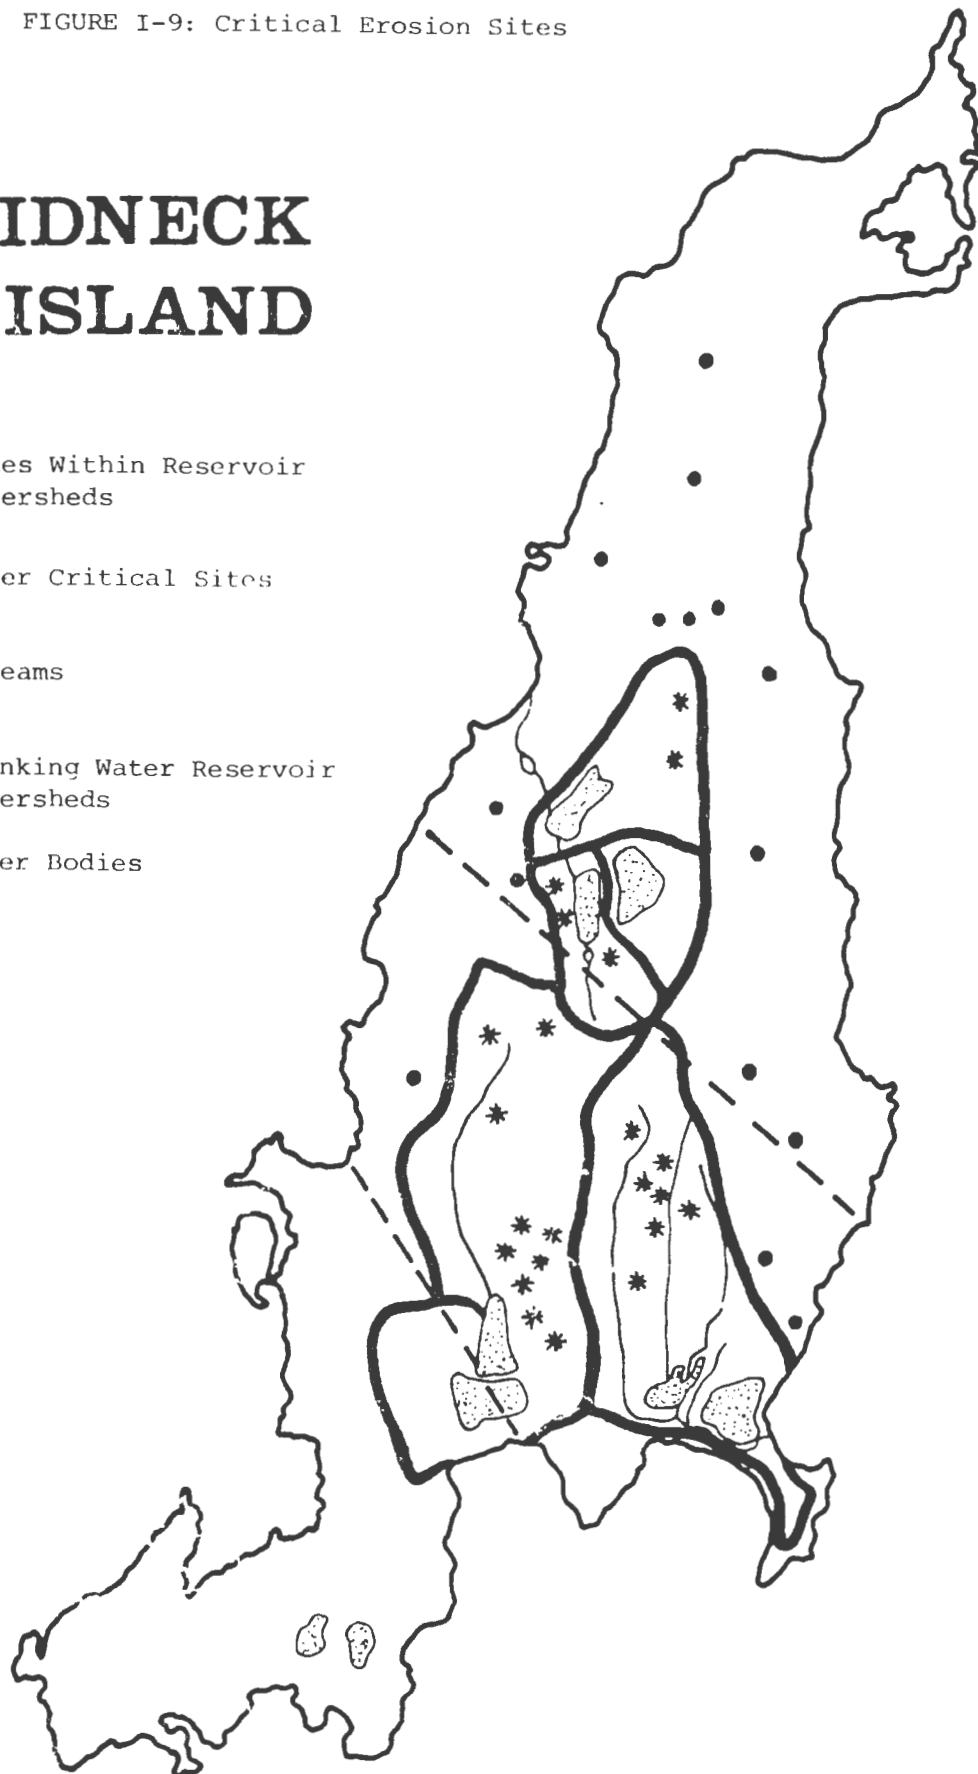 FIGURE I-9: Critical Erosion Sites
IDNECK
ISLAND
es Within Reservoir
ersheds
er Critical Sites
eams
nking Water Reservoir
ersheds
er Bodies